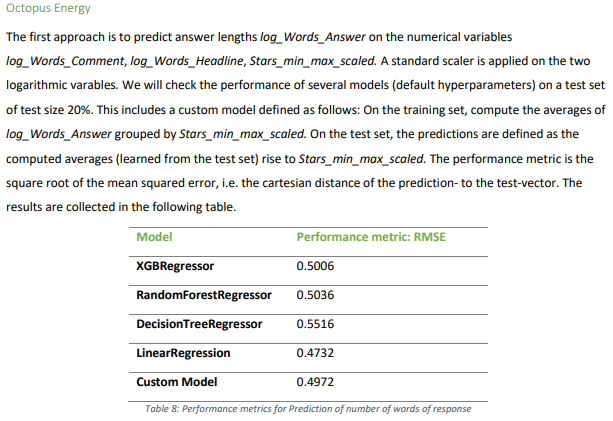 Octopus Energy
The first approach is to predict answer lengths log_Words_Answer on the numerical variables
log_Words_Comment, log_Words_Headline, Stars_min_max_scaled. A standard scaler is applied on the two
logarithmic varables. We will check the performance of several models (default hyperparameters) on a test set
of test size 20%. This includes a custom model defined as follows: On the training set, compute the averages of
log_Words_Answer grouped by Stars_min_max_scaled. On the test set, the predictions are defined as the
computed averages (learned from the test set) rise to Stars_min_max_scaled. The performance metric is the
square root of the mean squared error, i.e. the cartesian distance of the prediction- to the test-vector. The
results are collected in the following table.
Model Performance metric: RMSE
XGBRegressor 0.5006
RandomForestRegressor 0.5036
DecisionTreeRegressor 0.5516
LinearRegression 0.4732
Custom Model 0.4972
Table 8: Performance metrics for Prediction of number of words of response